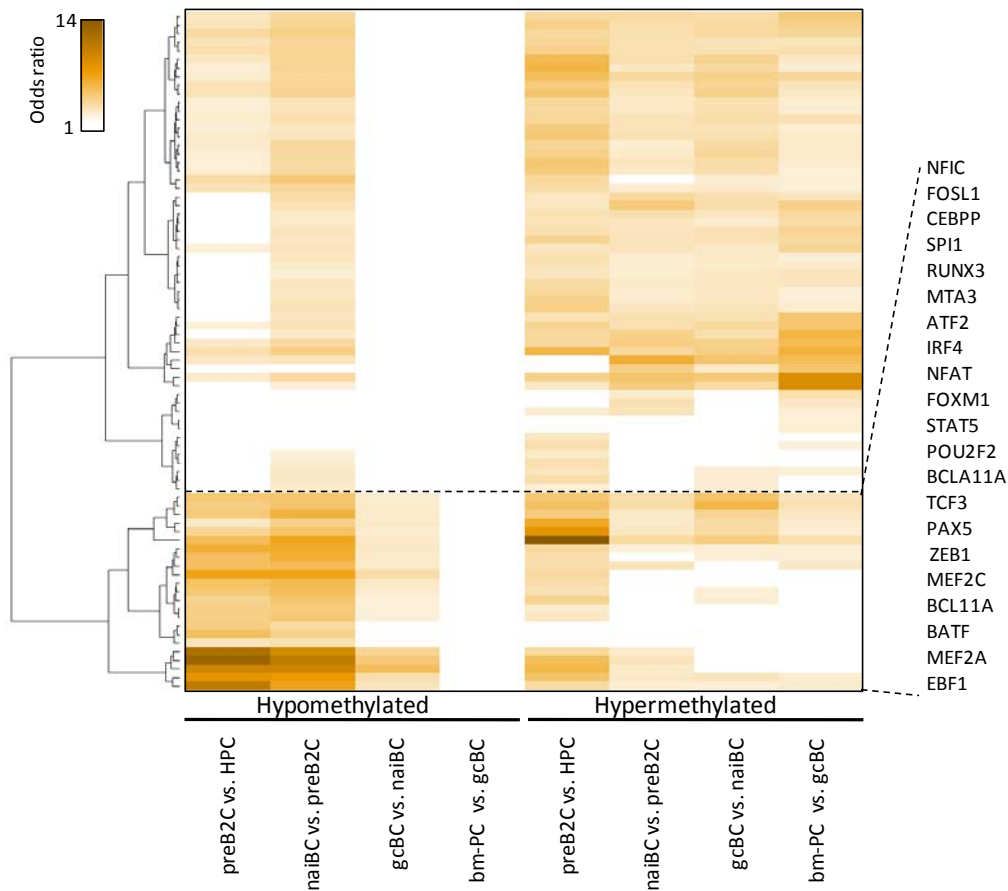 14
Odds ratio
1
NFIC
FOSL1
CEBPP
SPI1
RUNX3
MTA3
ATF2
IRF4
NFAT
FOXM1
STAT5
POU2F2
BCLA11A
TCF3
PAX5
ZEB1
MEF2C
BCL11A
BATF
MEF2A
EBF1
Hypomethylated
Hypermethylated
preB2C vs. HPC
naiBC vs. preB2C
gcBC vs. naiBC
bm-PC vs. gcBC
preB2C vs. HPC
naiBC vs. preB2C
gcBC vs. naiBC
bm-PC vs. gcBC